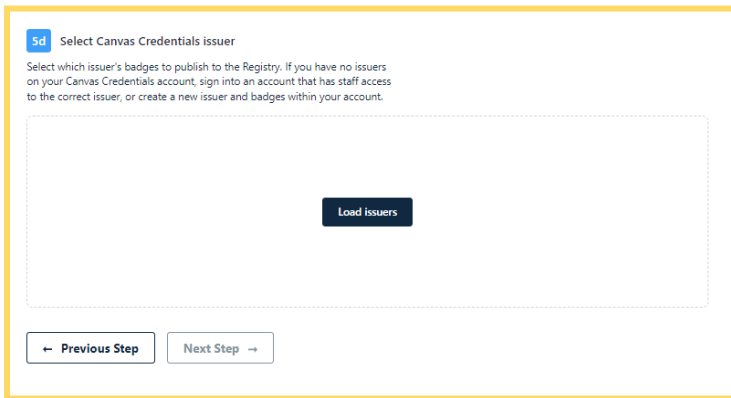 5d Select Canvas Credentials issuer
Select which issuer's badges to publish to the Registry. If you have no issuers
on your Canvas Credentials account, sign into an account that has staff access
to the correct issuer, or create a new issuer and badges within your account.
Load issuers
← Previous Step Next Step →